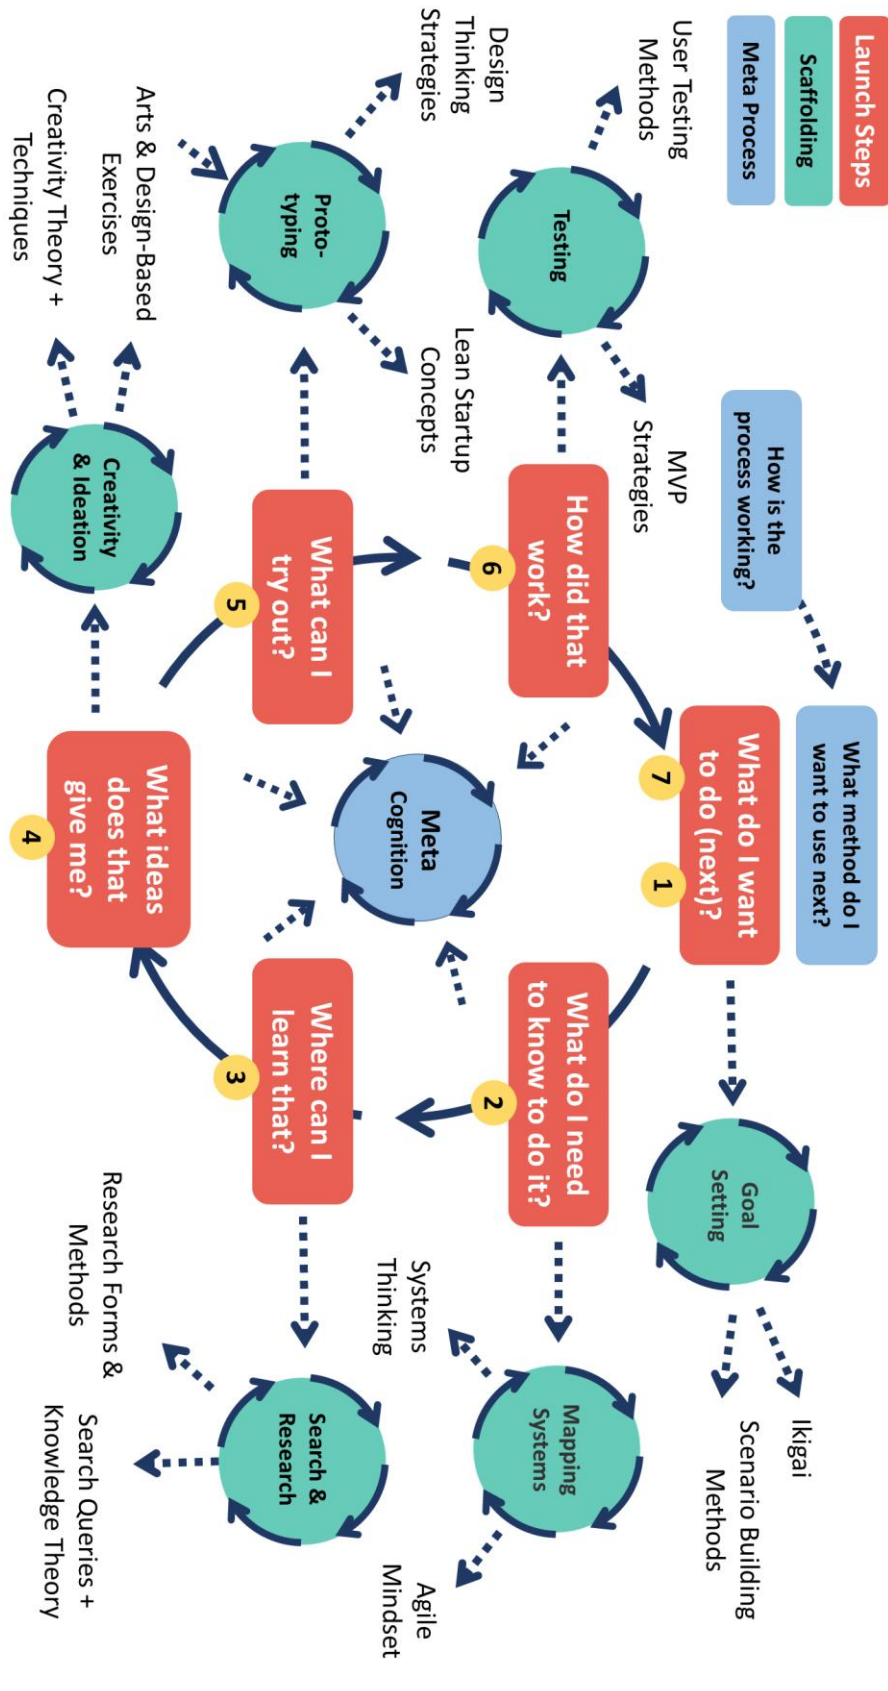 Launch Steps
Scaffolding
Meta Process
How is the
process working?
What method do I
want to use next?
What do I want
to do (next)?
7
1
Goal
Setting
Ikigai
Scenario Building
Methods
What do I need
to know to do it?
2
Mapping
Systems
Systems
Thinking
Agile
Mindset
Where can I
learn that?
3
Search &
Research
Research Forms &
Methods
Search Queries +
Knowledge Theory
What ideas
does that
give me?
4
Creativity
& Ideation
Arts & Design-Based
Exercises
Creativity Theory +
Techniques
What can I
try out?
5
Proto-
typing
Design
Thinking
Strategies
Lean Startup
Concepts
How did that
work?
6
Testing
User Testing
Methods
MVP
Strategies
Meta
Cognition